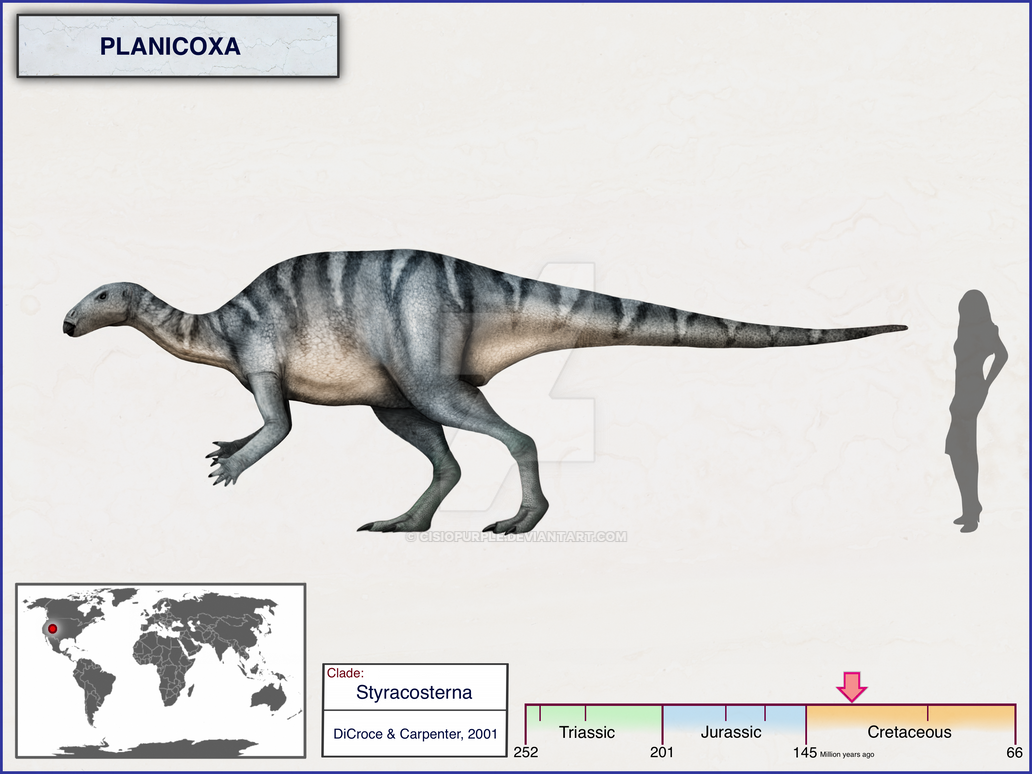 PLANICOXA
© CISIOPURPLE.DEVIANTART.COM
Clade:
Styracosterna
DiCroce & Carpenter, 2001
Triassic
Jurassic
Cretaceous
252
201
145 Million years ago
66